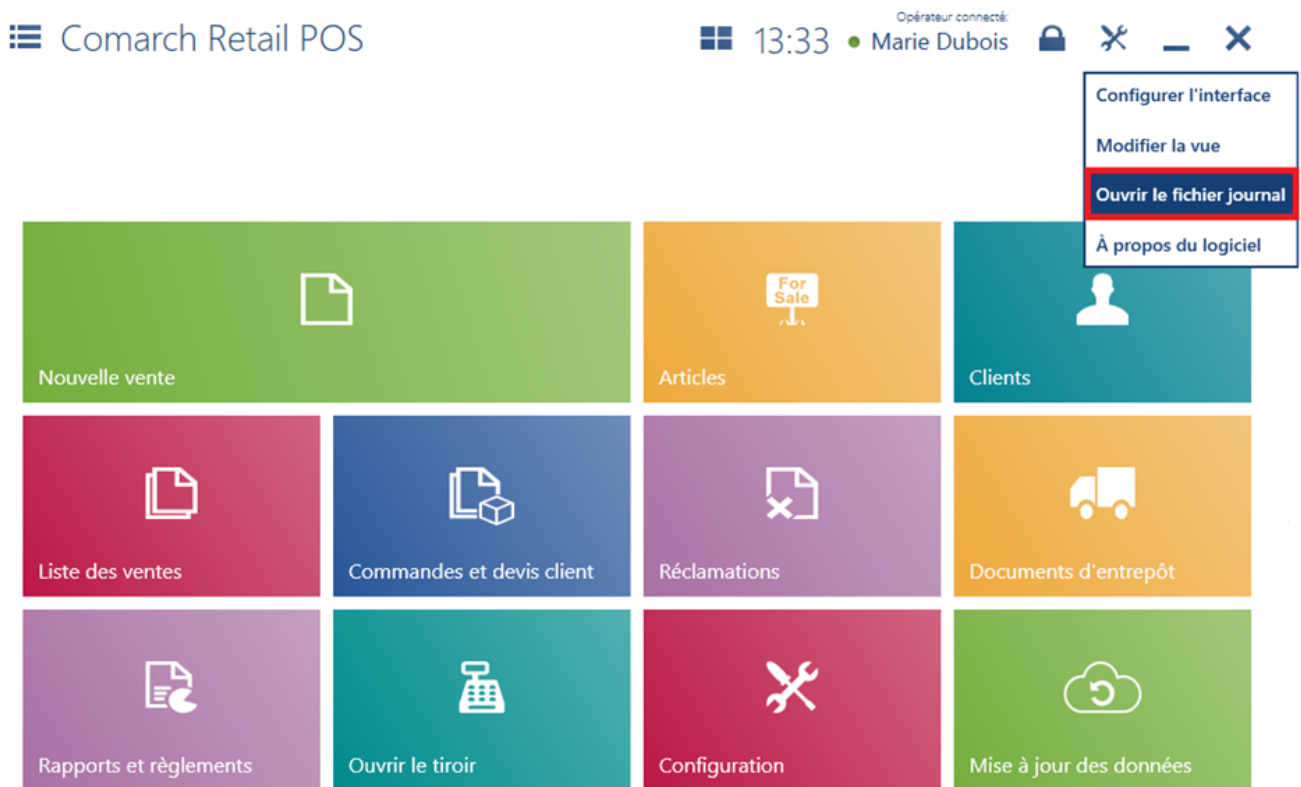 Comarch Retail POS
13:33
Opérateur connecté:
Marie Dubois
Configurer l'interface
Modifier la vue
Ouvrir le fichier journal
À propos du logiciel
Nouvelle vente
For
Sale
Articles
Clients
Liste des ventes
Commandes et devis client
Réclamations
Documents d'entrepôt
Rapports et règlements
Ouvrir le tiroir
Configuration
Mise à jour des données